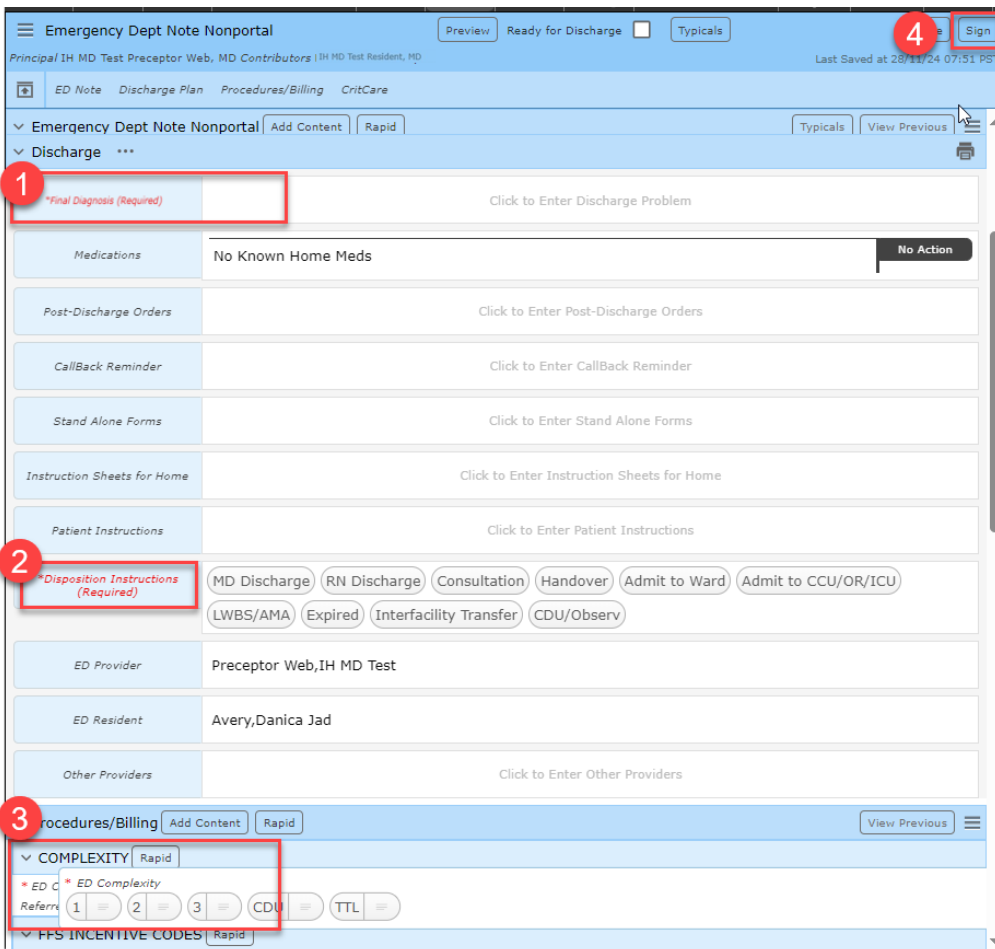 Emergency Dept Note Nonportal Preview Ready for Discharge Typicals 4 e Sign
Principal IH MD Test Preceptor Web, MD Contributors | IH MD Test Resident, MD Last Saved at 28/11/24 07:51 PST
ED Note Discharge Plan Procedures/Billing CritCare
Emergency Dept Note Nonportal Add Content Rapid Typicals View Previous
Discharge ...
1
*Final Diagnosis (Required) Click to Enter Discharge Problem
Medications No Known Home Meds No Action
Post-Discharge Orders Click to Enter Post-Discharge Orders
CallBack Reminder Click to Enter CallBack Reminder
Stand Alone Forms Click to Enter Stand Alone Forms
Instruction Sheets for Home Click to Enter Instruction Sheets for Home
Patient Instructions Click to Enter Patient Instructions
2
*Disposition Instructions (Required) MD Discharge RN Discharge Consultation Handover Admit to Ward Admit to CCU/OR/ICU
LWBS/AMA Expired Interfacility Transfer CDU/Observ
ED Provider Preceptor Web,IH MD Test
ED Resident Avery,Danica Jad
Other Providers Click to Enter Other Providers
3 rocedures/Billing Add Content Rapid View Previous
COMPLEXITY Rapid
* ED C * ED Complexity
Referre 1 2 3 CDU TTL
FFS INCENTIVE CODES Rapid